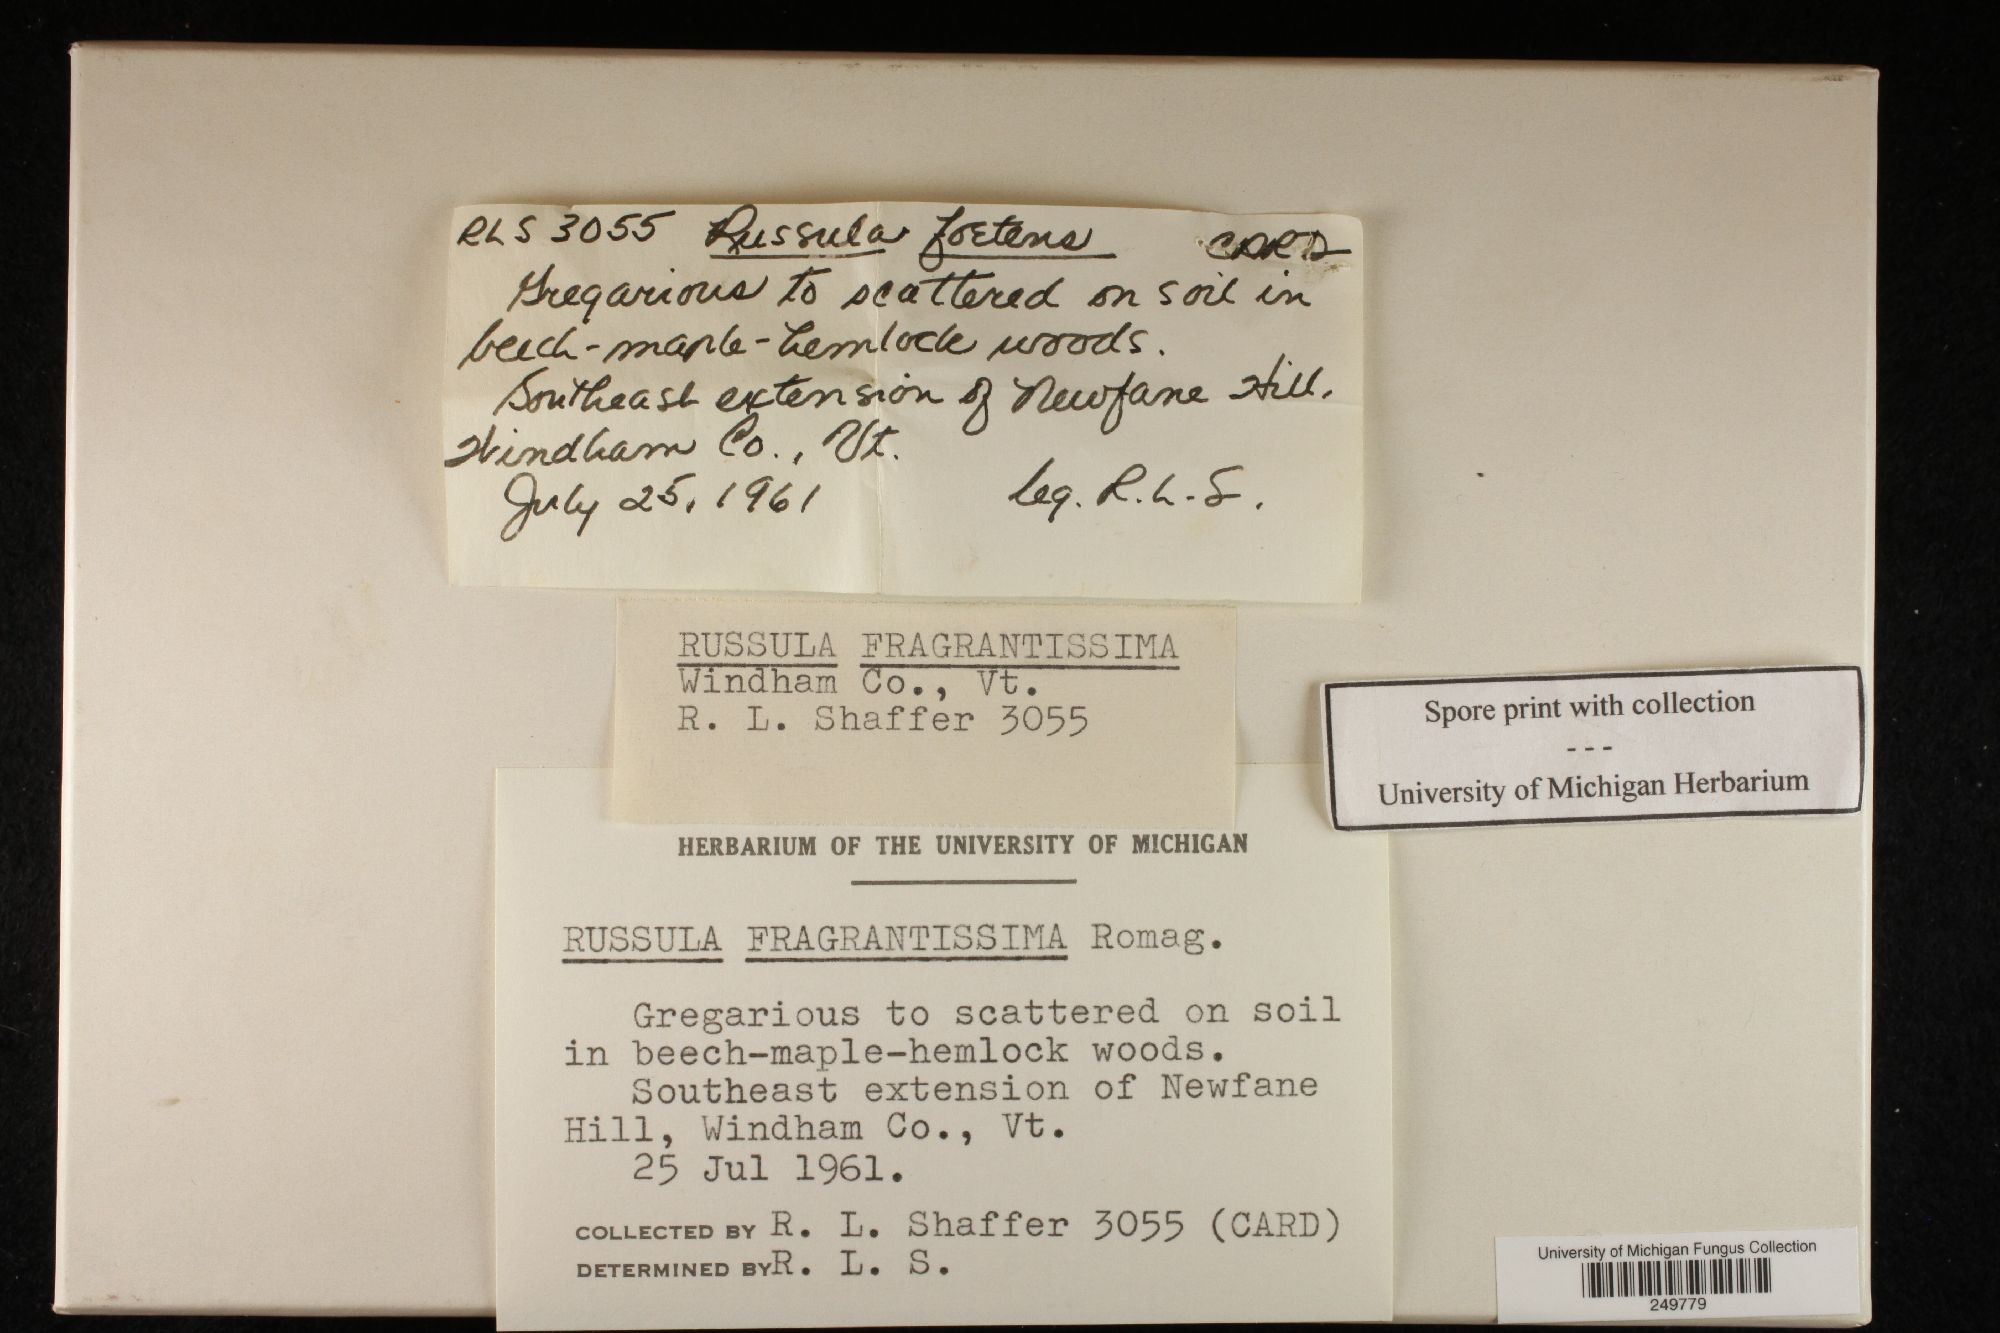 RLS 3055 Russula foetens CARD
Gregarious to scattered on soil in
beech-maple-hemlock woods.
Southeast extension of Newfane Hill,
Windham Co., Vt.
July 25, 1961 leg. R.L.S.
RUSSULA FRAGRANTISSIMA
Windham Co., Vt.
R. L. Shaffer 3055
Spore print with collection
---
University of Michigan Herbarium
HERBARIUM OF THE UNIVERSITY OF MICHIGAN
RUSSULA FRAGRANTISSIMA Romag.
Gregarious to scattered on soil
in beech-maple-hemlock woods.
Southeast extension of Newfane
Hill, Windham Co., Vt.
25 Jul 1961.
COLLECTED BY R. L. Shaffer 3055 (CARD)
DETERMINED BY R. L. S.
University of Michigan Fungus Collection
249779